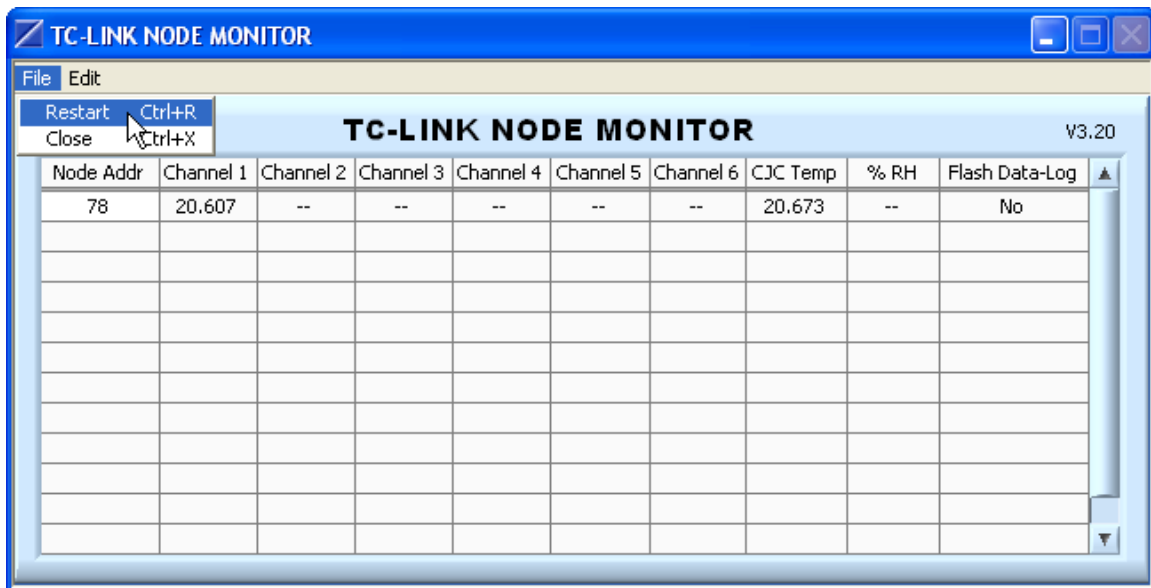 TC-LINK NODE MONITOR
File Edit
Restart Ctrl+R
Close Ctrl+X
TC-LINK NODE MONITOR
V3.20
Node Addr Channel 1 Channel 2 Channel 3 Channel 4 Channel 5 Channel 6 CJC Temp % RH Flash Data-Log
78 20.607 -- -- -- -- -- 20.673 -- No